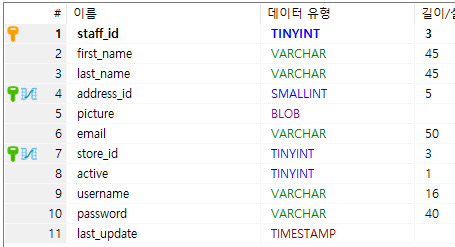 # 이름 데이터 유형 길이/설
1 staff_id TINYINT 3
2 first_name VARCHAR 45
3 last_name VARCHAR 45
4 address_id SMALLINT 5
5 picture BLOB
6 email VARCHAR 50
7 store_id TINYINT 3
8 active TINYINT 1
9 username VARCHAR 16
10 password VARCHAR 40
11 last_update TIMESTAMP